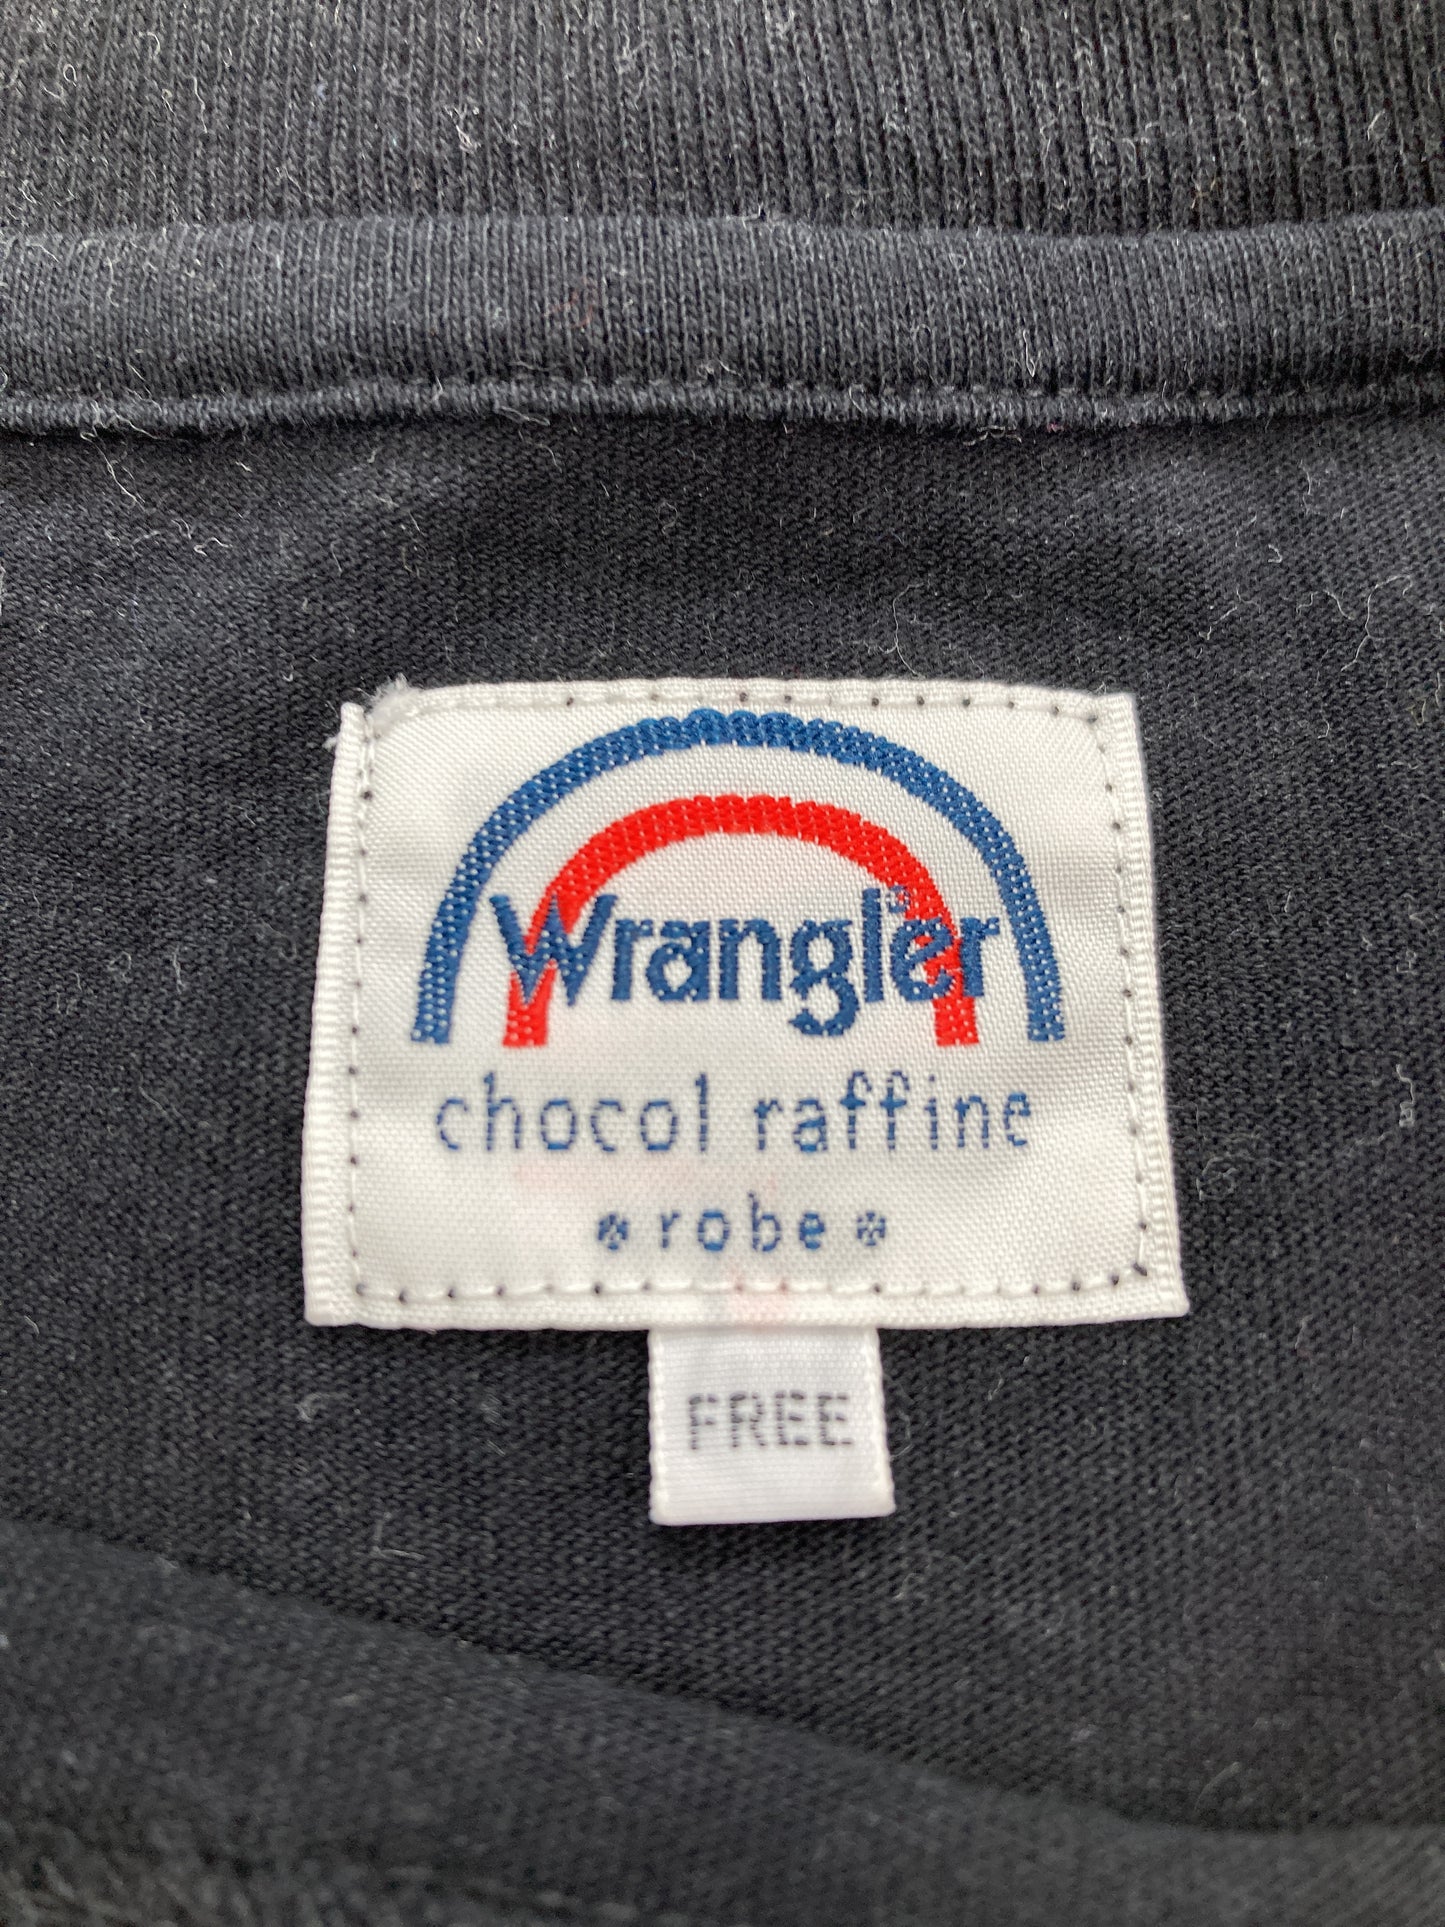 Wrangler
chocol raffine
*robe*
FREE